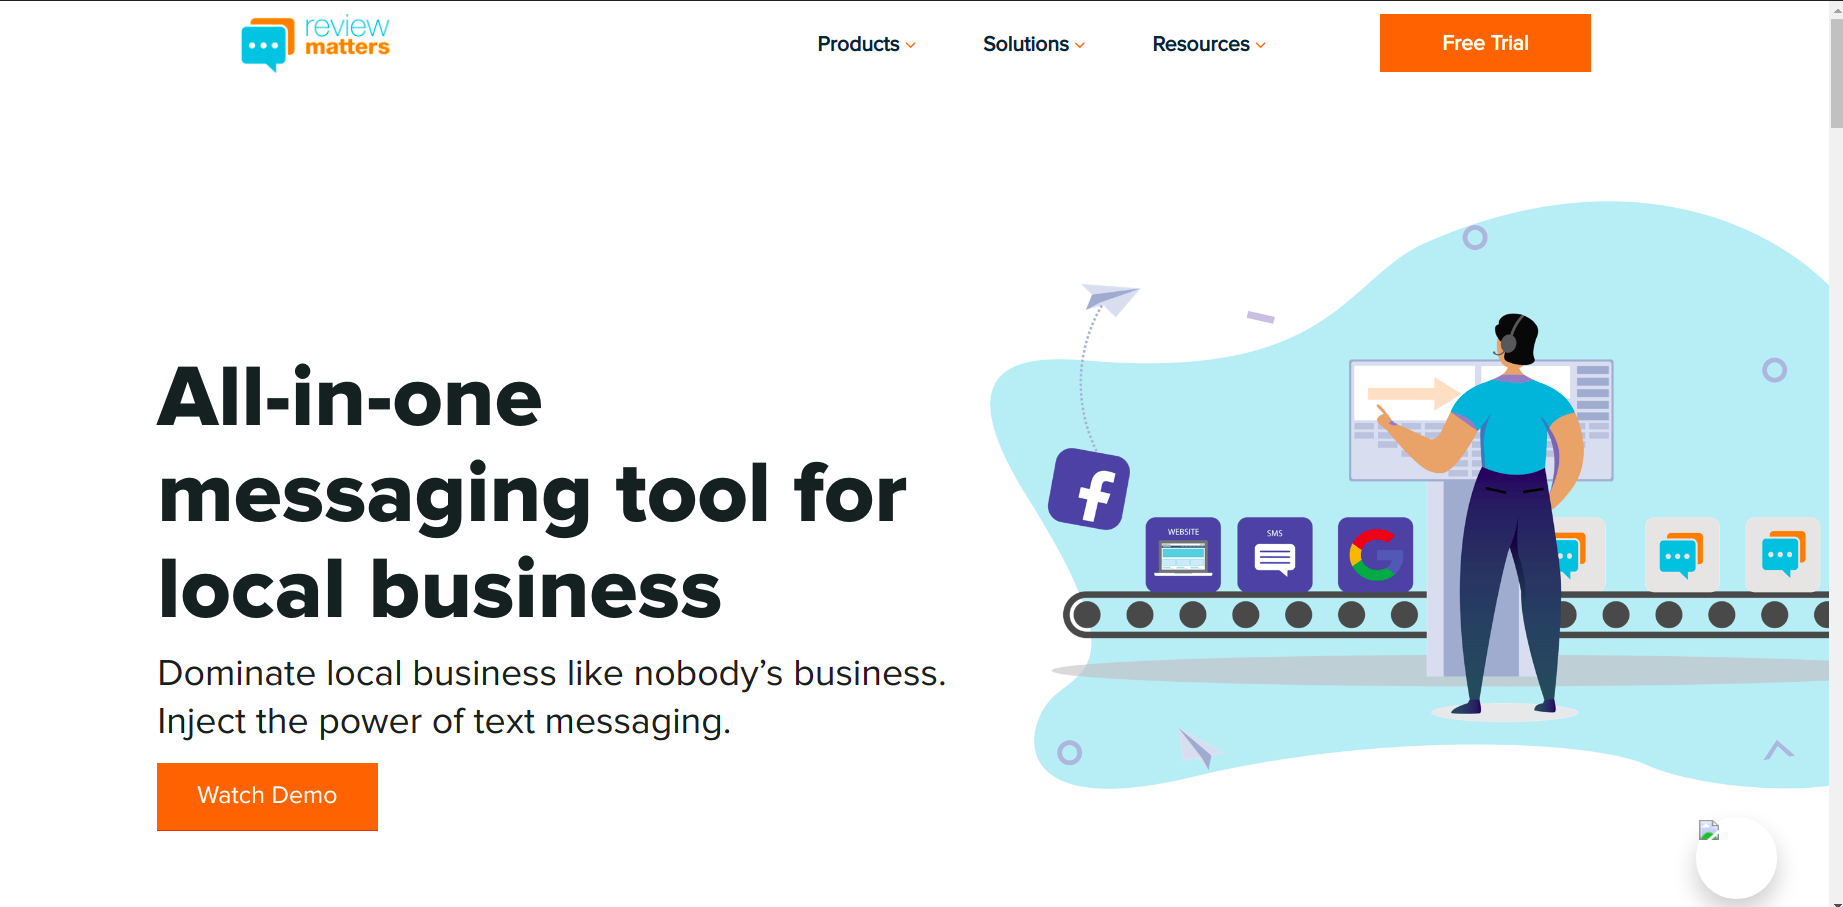 review
matters
Products
Solutions
Resources
Free Trial
All-in-one
messaging tool for
local business
Dominate local business like nobody’s business.
Inject the power of text messaging.
Watch Demo
WEBSITE
SMS